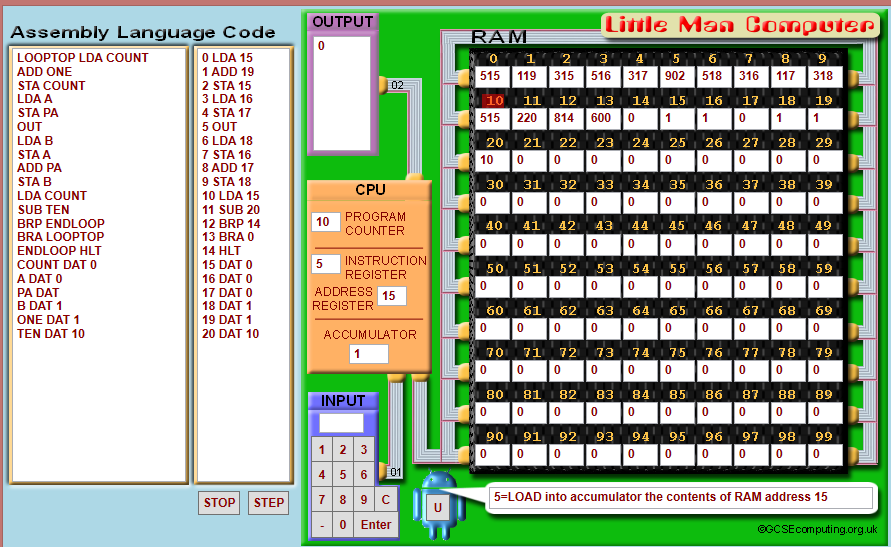 Assembly Language Code
LOOPTOP LDA COUNT
ADD ONE
STA COUNT
LDA A
STA PA
OUT
LDA B
STA A
ADD PA
STA B
LDA COUNT
SUB TEN
BRP ENDLOOP
BRA LOOPTOP
ENDLOOP HLT
COUNT DAT 0
A DAT 0
PA DAT
B DAT 1
ONE DAT 1
TEN DAT 10
0 LDA 15
1 ADD 19
2 STA 15
3 LDA 16
4 STA 17
5 OUT
6 LDA 18
7 STA 16
8 ADD 17
9 STA 18
10 LDA 15
11 SUB 20
12 BRP 14
13 BRA 0
14 HLT
15 DAT 0
16 DAT 0
17 DAT 0
18 DAT 1
19 DAT 1
20 DAT 10
STOP STEP
OUTPUT
0
02
CPU
10 PROGRAM
COUNTER
5 INSTRUCTION
REGISTER
ADDRESS
REGISTER 15
ACCUMULATOR
1
INPUT
1 2 3
4 5 6
7 8 9 C
- 0 Enter
01
U
Little Man Computer
RAM
0 1 2 3 4 5 6 7 8 9
515 119 315 516 317 902 518 316 117 318
10 11 12 13 14 15 16 17 18 19
515 220 814 600 0 1 1 0 1 1
20 21 22 23 24 25 26 27 28 29
10 0 0 0 0 0 0 0 0 0
30 31 32 33 34 35 36 37 38 39
0 0 0 0 0 0 0 0 0 0
40 41 42 43 44 45 46 47 48 49
0 0 0 0 0 0 0 0 0 0
50 51 52 53 54 55 56 57 58 59
0 0 0 0 0 0 0 0 0 0
60 61 62 63 64 65 66 67 68 69
0 0 0 0 0 0 0 0 0 0
70 71 72 73 74 75 76 77 78 79
0 0 0 0 0 0 0 0 0 0
80 81 82 83 84 85 86 87 88 89
0 0 0 0 0 0 0 0 0 0
90 91 92 93 94 95 96 97 98 99
0 0 0 0 0 0 0 0 0 0
5=LOAD into accumulator the contents of RAM address 15
©GCSEcomputing.org.uk